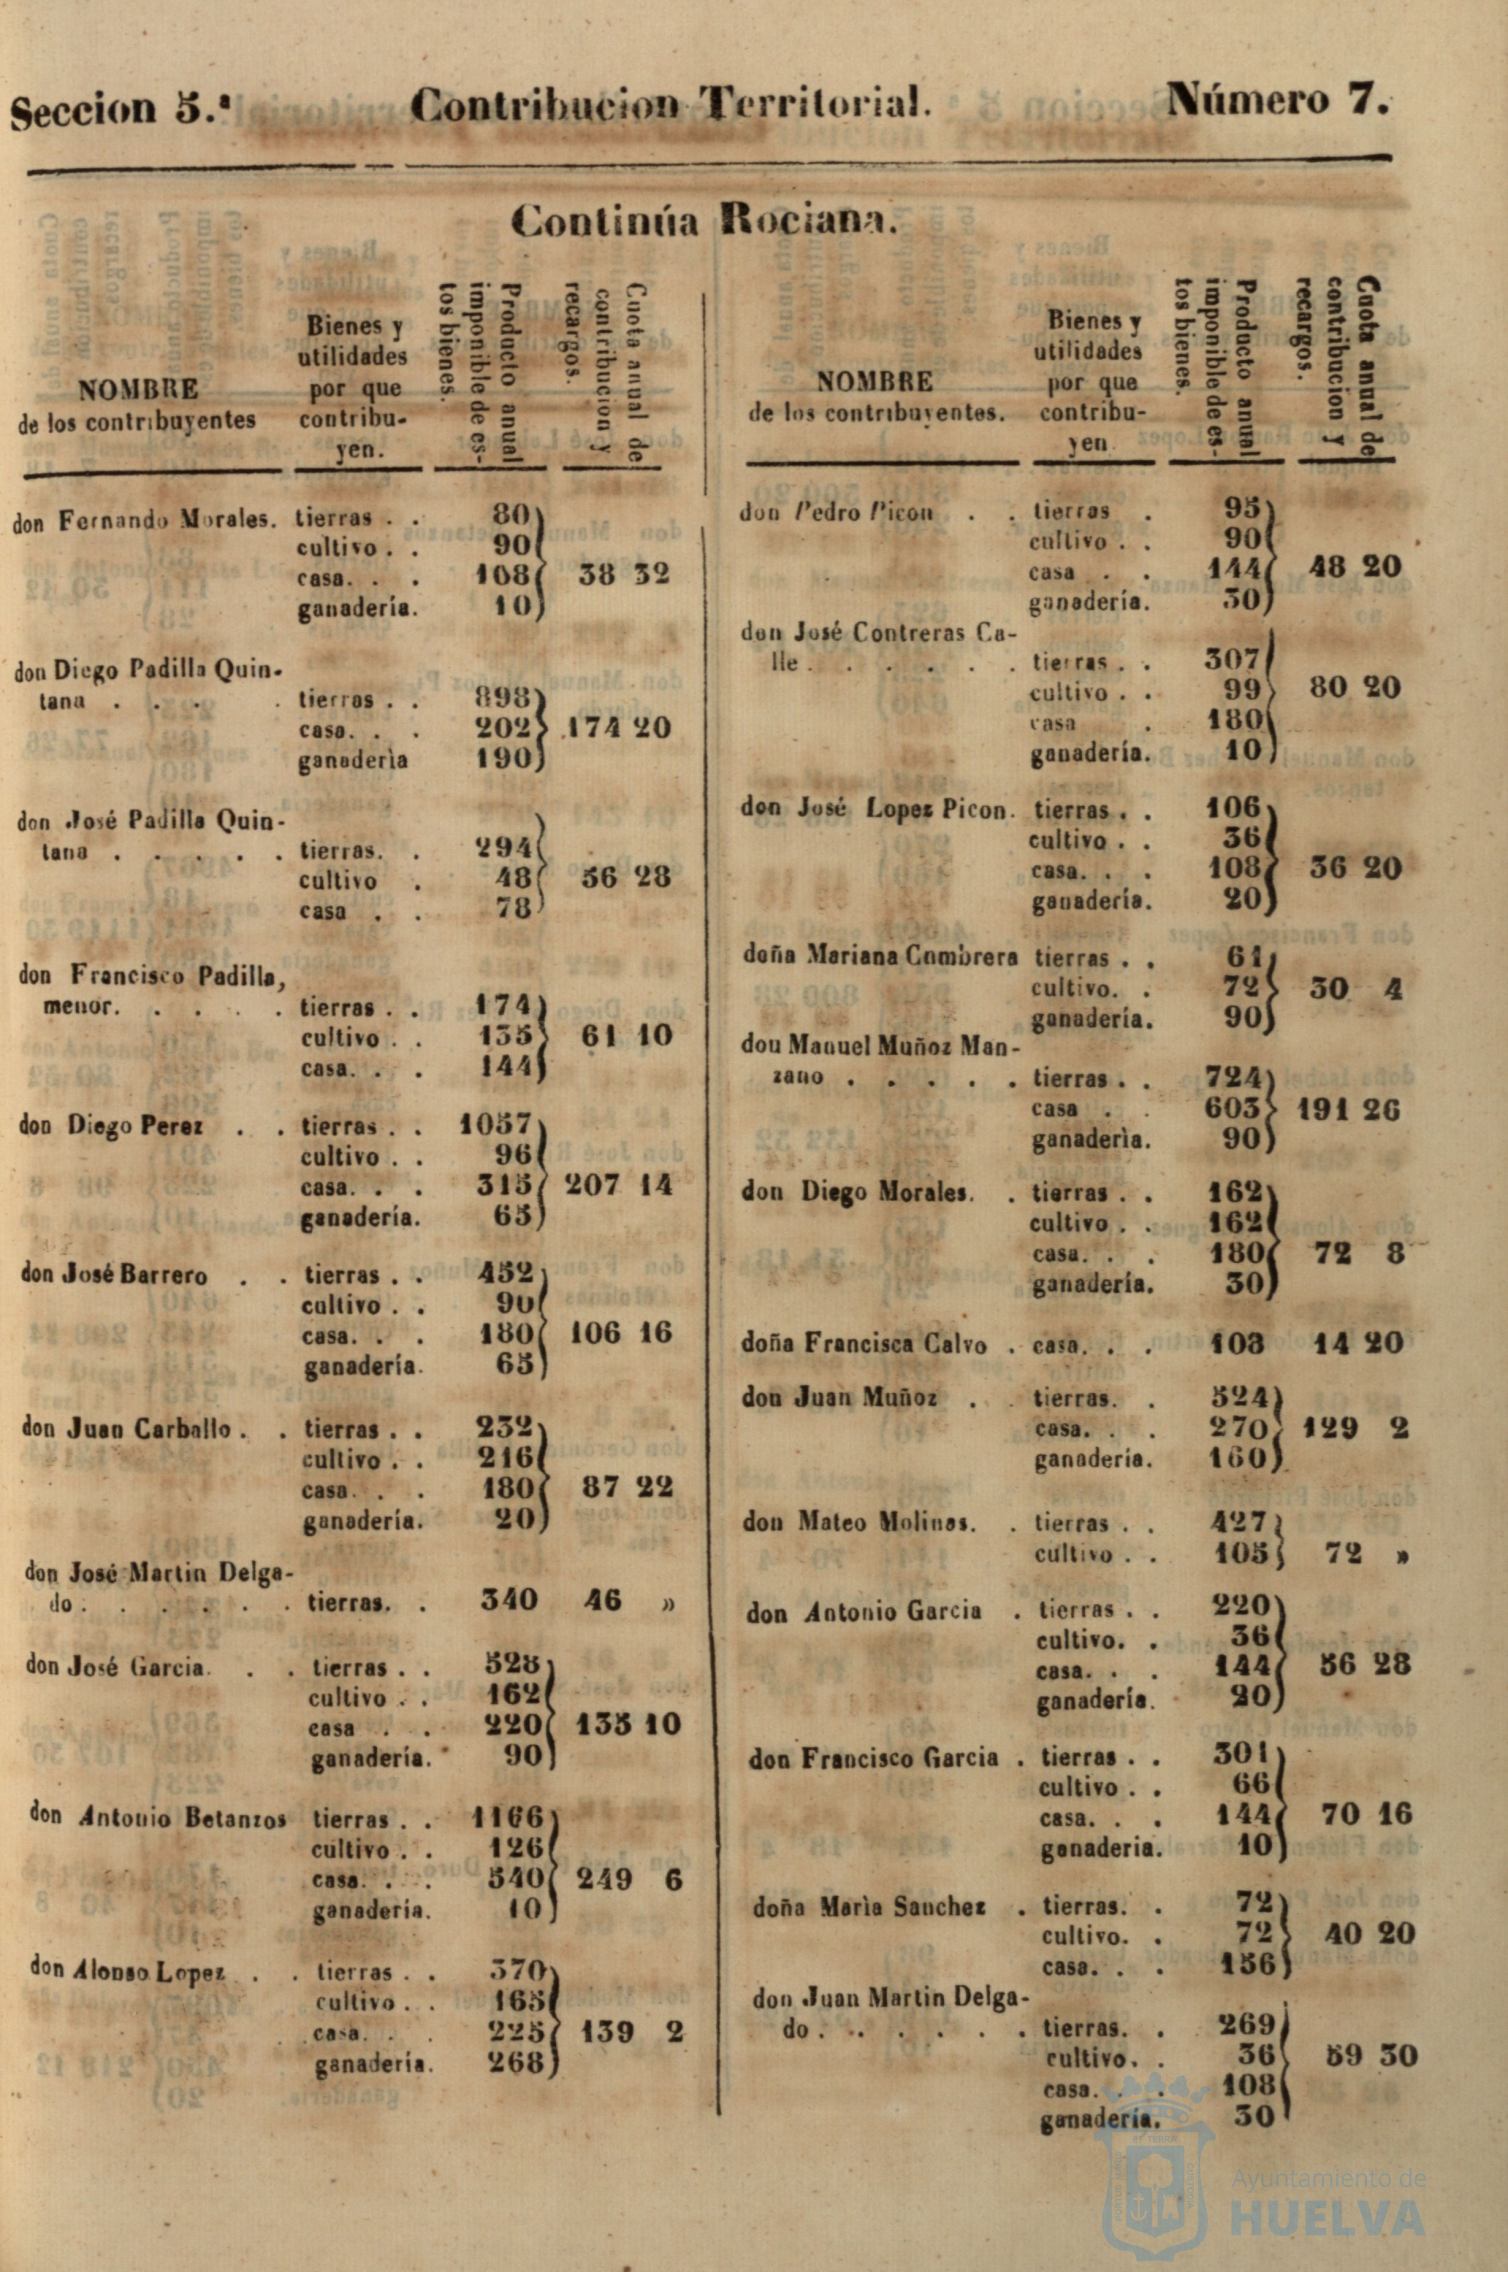 Seccion 5.ª Contribucion Territorial. Número 7.
Continúa Rociana.
NOMBRE
de los contribuyentes
Bienes y
utilidades
por que
contribu-
yen.
Producto anual
imponible de es-
tos bienes.
Cuota anual de
contribucion y
recargos.
don Fernando Morales. tierras . . 80
cultivo . . 90
casa. . . 108 38 32
ganadería. 10
don Diego Padilla Quin-
tana . . . . tierras . . 898
casa. . . 202 174 20
ganaderìa 190
don José Padilla Quin-
tana . . . . . tierras. . 294
cultivo . 48 56 28
casa . . 78
don Francisco Padilla,
menor. . . . . tierras . . 174
cultivo . . 135 61 10
casa. . . 144
don Diego Perez . . tierras . . 1057
cultivo . . 96
casa. . . 315 207 14
ganadería. 65
don José Barrero . . tierras . . 452
cultivo . . 90
casa. . . 180 106 16
ganadería. 65
don Juan Carballo . . tierras . . 232
cultivo . . 216
casa. . . 180 87 22
ganadería. 20
don José Martin Delga-
do . . . . . . tierras. . 340 46 »
don José Garcia. . . tierras . . 528
cultivo . . 162
casa . . 220 135 10
ganadería. 90
don Antonio Betanzos tierras . . 1166
cultivo . . 126
casa. . . 540 249 6
ganadería. 10
don Alonso Lopez . . tierras . . 370
cultivo . . 165
casa. . . 225 139 2
ganadería. 268
NOMBRE
de los contribuyentes.
Bienes y
utilidades
por que
contribu-
yen
Producto anual
imponible de es-
tos bienes.
Cuota anual de
contribucion y
recargos.
don Pedro Picon . . tierras . 95
cultivo . . 90
casa . . 144 48 20
ganadería. 30
don José Contreras Ca-
lle . . . . . . tierras . . 307
cultivo . . 99 80 20
casa . 180
ganadería. 10
don José Lopez Picon. tierras . . 106
cultivo . . 36
casa. . . 108 36 20
ganadería. 20
doña Mariana Cumbrera tierras . . 61
cultivo. . 72 30 4
ganadería. 90
dou Manuel Muñoz Man-
zano . . . . . . tierras . . 724
casa . . 603 191 26
ganaderìa. 90
don Diego Morales. . tierras . . 162
cultivo . . 162
casa. . . 180 72 8
ganadería. 30
doña Francisca Calvo . casa. . . 108 14 20
don Juan Muñoz . . tierras. . 524
casa. . . 270 129 2
ganaderia. 160
don Mateo Molinas. . tierras . . 427
cultivo . . 105 72 »
don Antonio Garcia . tierras . . 220
cultivo. . 36
casa. . . 144 56 28
ganadería. 20
don Francisco Garcia . tierras . . 301
cultivo . . 66
casa. . . 144 70 16
ganaderia. 10
doña Marìa Sanchez . tierras. . 72
cultivo. . 72 40 20
casa. . . 156
don Juan Martin Delga-
do . . . . . . . tierras. . 269
cultivo. . 36 59 30
casa. . . 108
ganadería. 30
Ayuntamiento de
HUELVA